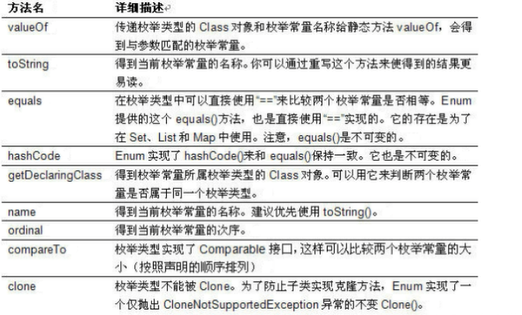 方法名 详细描述
valueOf 传递枚举类型的 Class 对象和枚举常量名称给静态方法 valueOf，会得
到与参数匹配的枚举常量。
toString 得到当前枚举常量的名称。你可以通过重写这个方法来使得到的结果更
易读。
equals 在枚举类型中可以直接使用“==”来比较两个枚举常量是否相等。Enum
提供的这个 equals()方法，也是直接使用“==”实现的。它的存在是为了
在 Set、List 和 Map 中使用。注意，equals()是不可变的。
hashCode Enum 实现了 hashCode()来和 equals()保持一致。它也是不可变的。
getDeclaringClass 得到枚举常量所属枚举类型的 Class 对象。可以用它来判断两个枚举常
量是否属于同一个枚举类型。
name 得到当前枚举常量的名称。建议优先使用 toString()。
ordinal 得到当前枚举常量的次序。
compareTo 枚举类型实现了 Comparable 接口，这样可以比较两个枚举常量的大
小（按照声明的顺序排列）
clone 枚举类型不能被 Clone。为了防止子类实现克隆方法，Enum 实现了一
个仅抛出 CloneNotSupportedException 异常的不变 Clone()。